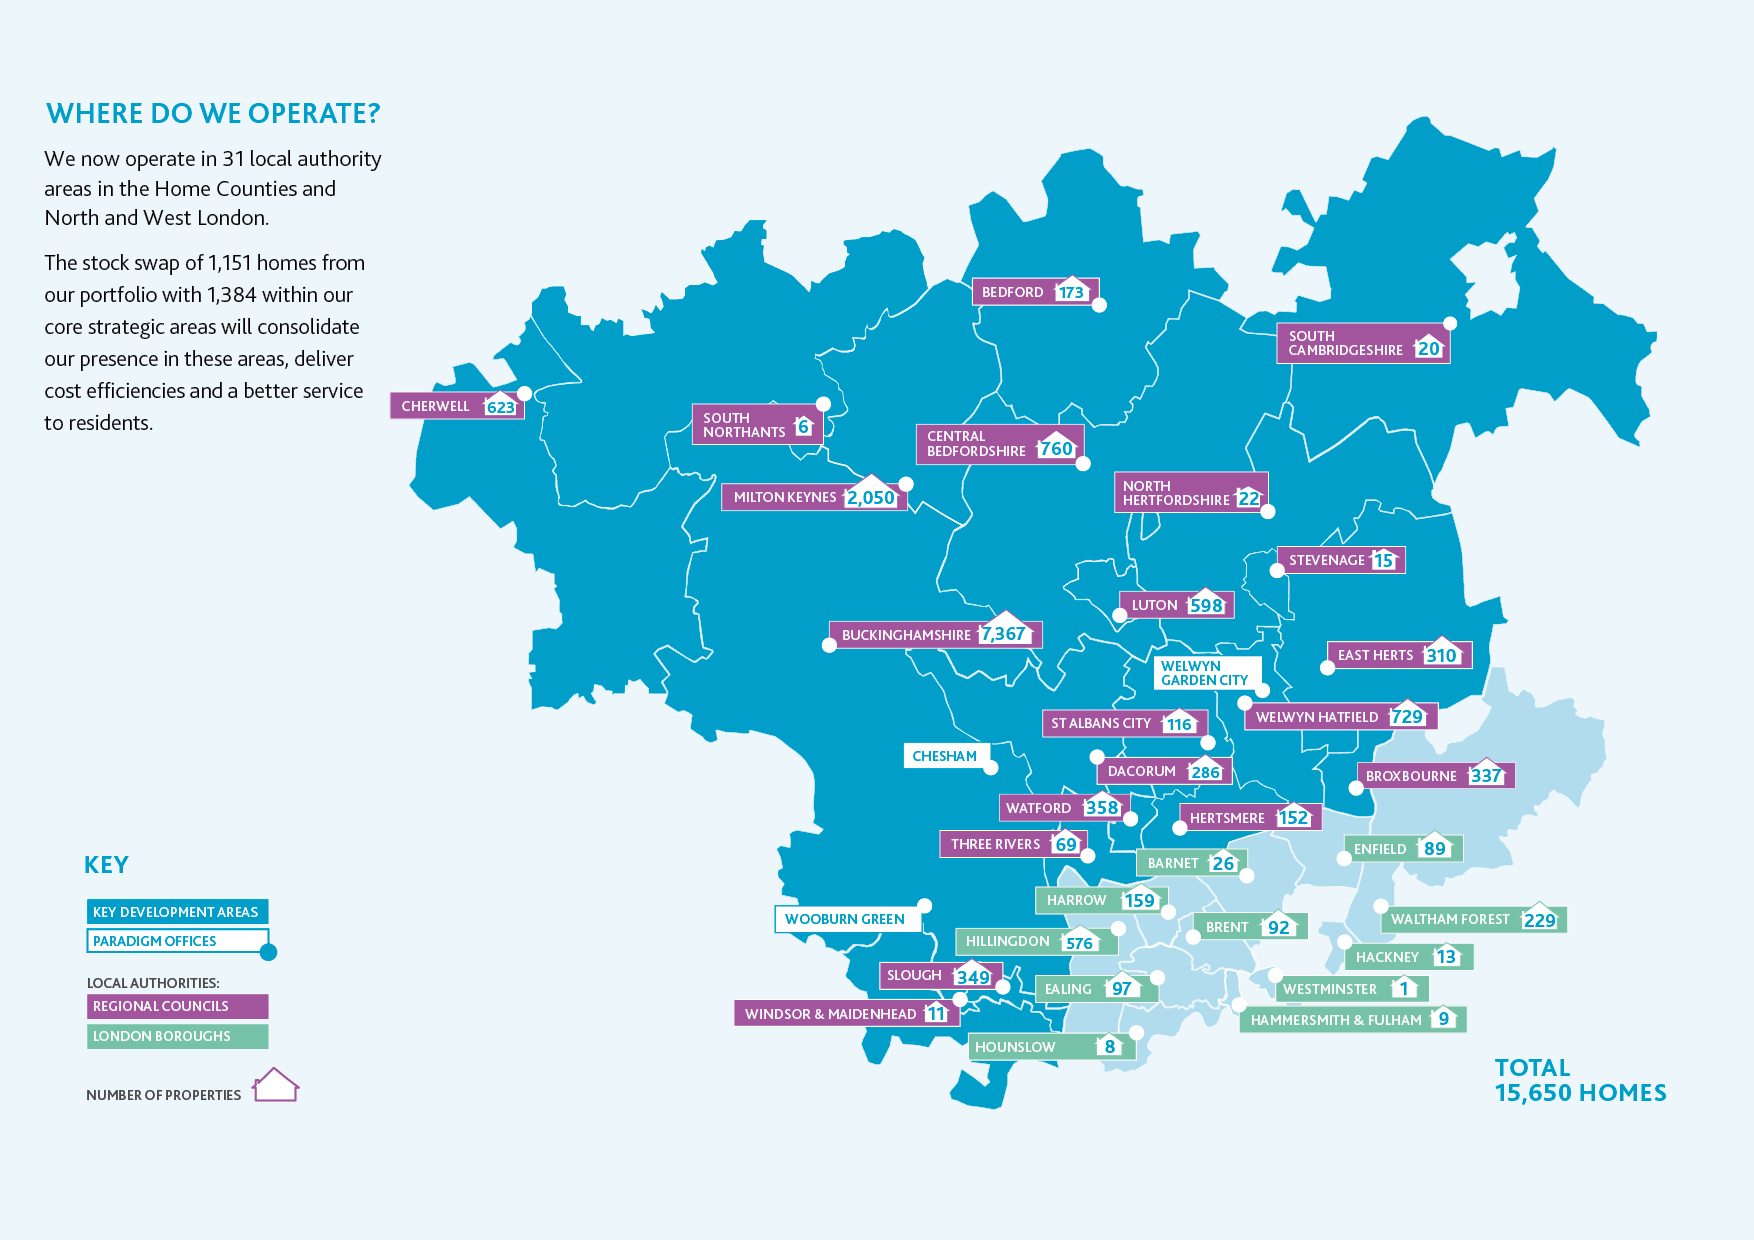 WHERE DO WE OPERATE?
We now operate in 31 local authority
areas in the Home Counties and
North and West London.
The stock swap of 1,151 homes from
our portfolio with 1,384 within our
core strategic areas will consolidate
our presence in these areas, deliver
cost efficiencies and a better service
to residents.
BEDFORD 173
SOUTH
CAMBRIDGESHIRE 20
CHERWELL 623
SOUTH
NORTHANTS 6
CENTRAL
BEDFORDSHIRE 760
MILTON KEYNES 2,050
NORTH
HERTFORDSHIRE 22
STEVENAGE 15
LUTON 598
BUCKINGHAMSHIRE 7,367
EAST HERTS 310
WELWYN
GARDEN CITY
WELWYN HATFIELD 729
ST ALBANS CITY 116
CHESHAM
DACORUM 286
BROXBOURNE 337
WATFORD 358
HERTSMERE 152
THREE RIVERS 69
ENFIELD 89
BARNET 26
HARROW 159
WOOBURN GREEN
WALTHAM FOREST 229
BRENT 92
HILLINGDON 576
HACKNEY 13
SLOUGH 349
EALING 97
WESTMINSTER 1
WINDSOR & MAIDENHEAD 11
HAMMERSMITH & FULHAM 9
HOUNSLOW 8
KEY
KEY DEVELOPMENT AREAS
PARADIGM OFFICES
LOCAL AUTHORITIES:
REGIONAL COUNCILS
LONDON BOROUGHS
NUMBER OF PROPERTIES
TOTAL
15,650 HOMES